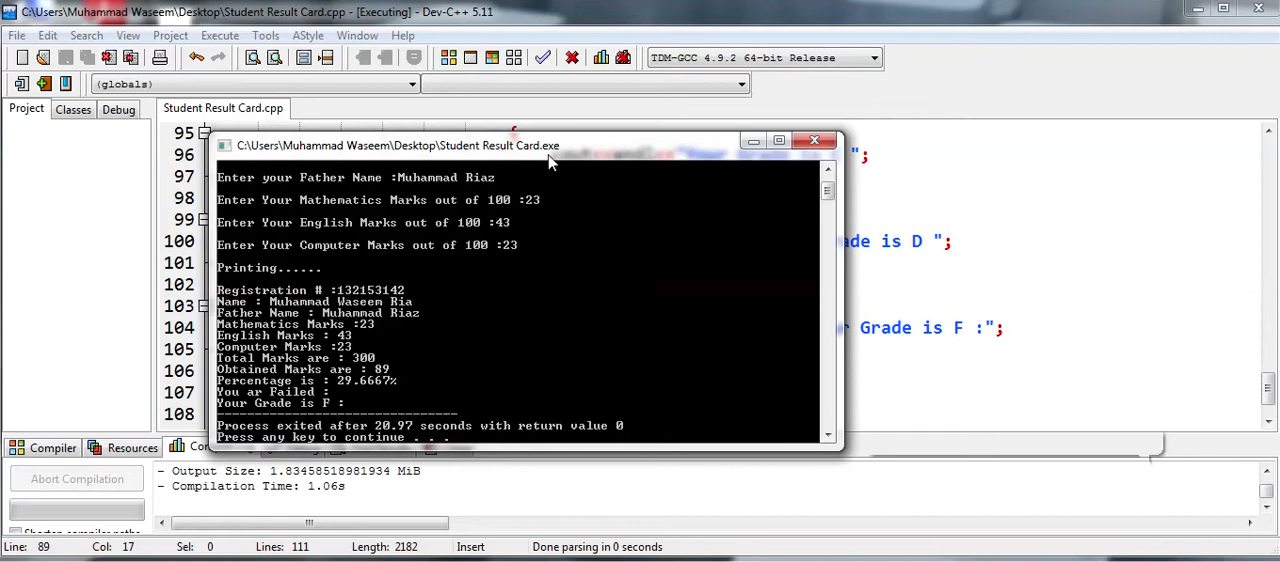 C:\Users\Muhammad Waseem\Desktop\Student Result Card.cpp - [Executing] - Dev-C++ 5.11
File Edit Search View Project Execute Tools AStyle Window Help
TDM-GCC 4.9.2 64-bit Release
(globals)
Project Classes Debug Student Result Card.cpp
95 {
96 ";
97
98
99
100 ade is D ";
101
102
103
104 r Grade is F :";
105
106
107
108
C:\Users\Muhammad Waseem\Desktop\Student Result Card.exe
Enter your Father Name :Muhammad Riaz
Enter Your Mathematics Marks out of 100 :23
Enter Your English Marks out of 100 :43
Enter Your Computer Marks out of 100 :23
Printing......
Registration # :132153142
Name : Muhammad Waseem Ria
Father Name : Muhammad Riaz
Mathematics Marks :23
English Marks : 43
Computer Marks :23
Total Marks are : 300
Obtained Marks are : 89
Percentage is : 29.6667%
You ar Failed :
Your Grade is F :
--------------------------------
Process exited after 20.97 seconds with return value 0
Press any key to continue . . .
Compiler Resources
Abort Compilation
- Output Size: 1.83458518981934 MiB
- Compilation Time: 1.06s
Line: 89 Col: 17 Sel: 0 Lines: 111 Length: 2182 Insert Done parsing in 0 seconds